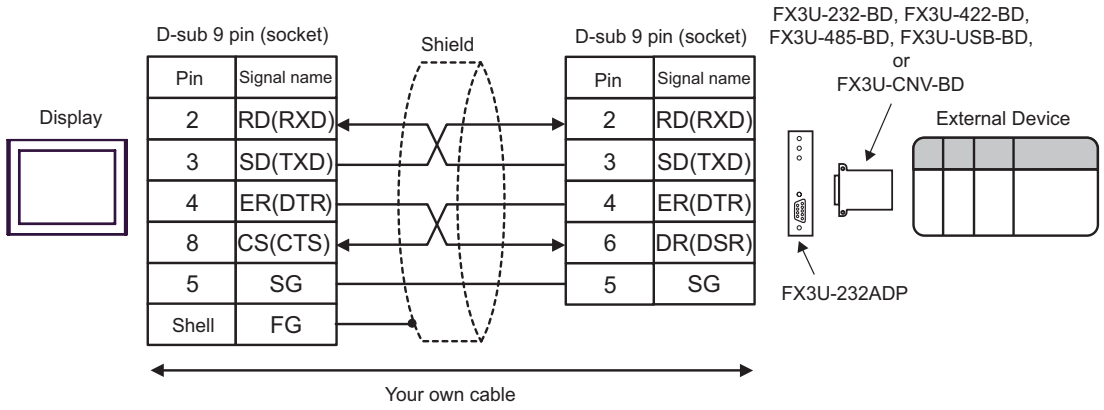 FX3U-232-BD, FX3U-422-BD,
FX3U-485-BD, FX3U-USB-BD,
or
FX3U-CNV-BD
D-sub 9 pin (socket)
Shield
D-sub 9 pin (socket)
Display
External Device
Pin Signal name
2 RD(RXD)
3 SD(TXD)
4 ER(DTR)
8 CS(CTS)
5 SG
Shell FG
Pin Signal name
2 RD(RXD)
3 SD(TXD)
4 ER(DTR)
6 DR(DSR)
5 SG
FX3U-232ADP
Your own cable